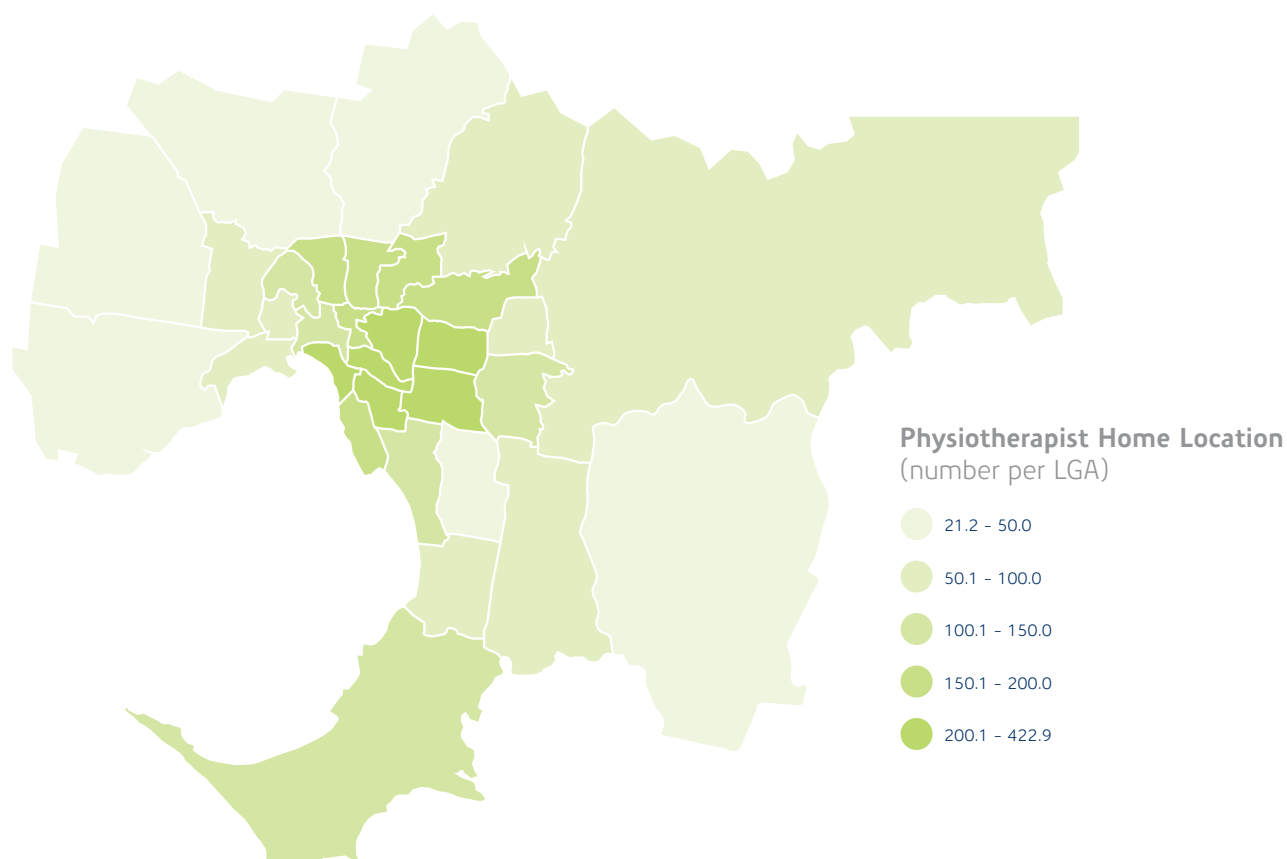 Physiotherapist Home Location
(number per LGA)
21.2 - 50.0
50.1 - 100.0
100.1 - 150.0
150.1 - 200.0
200.1 - 422.9